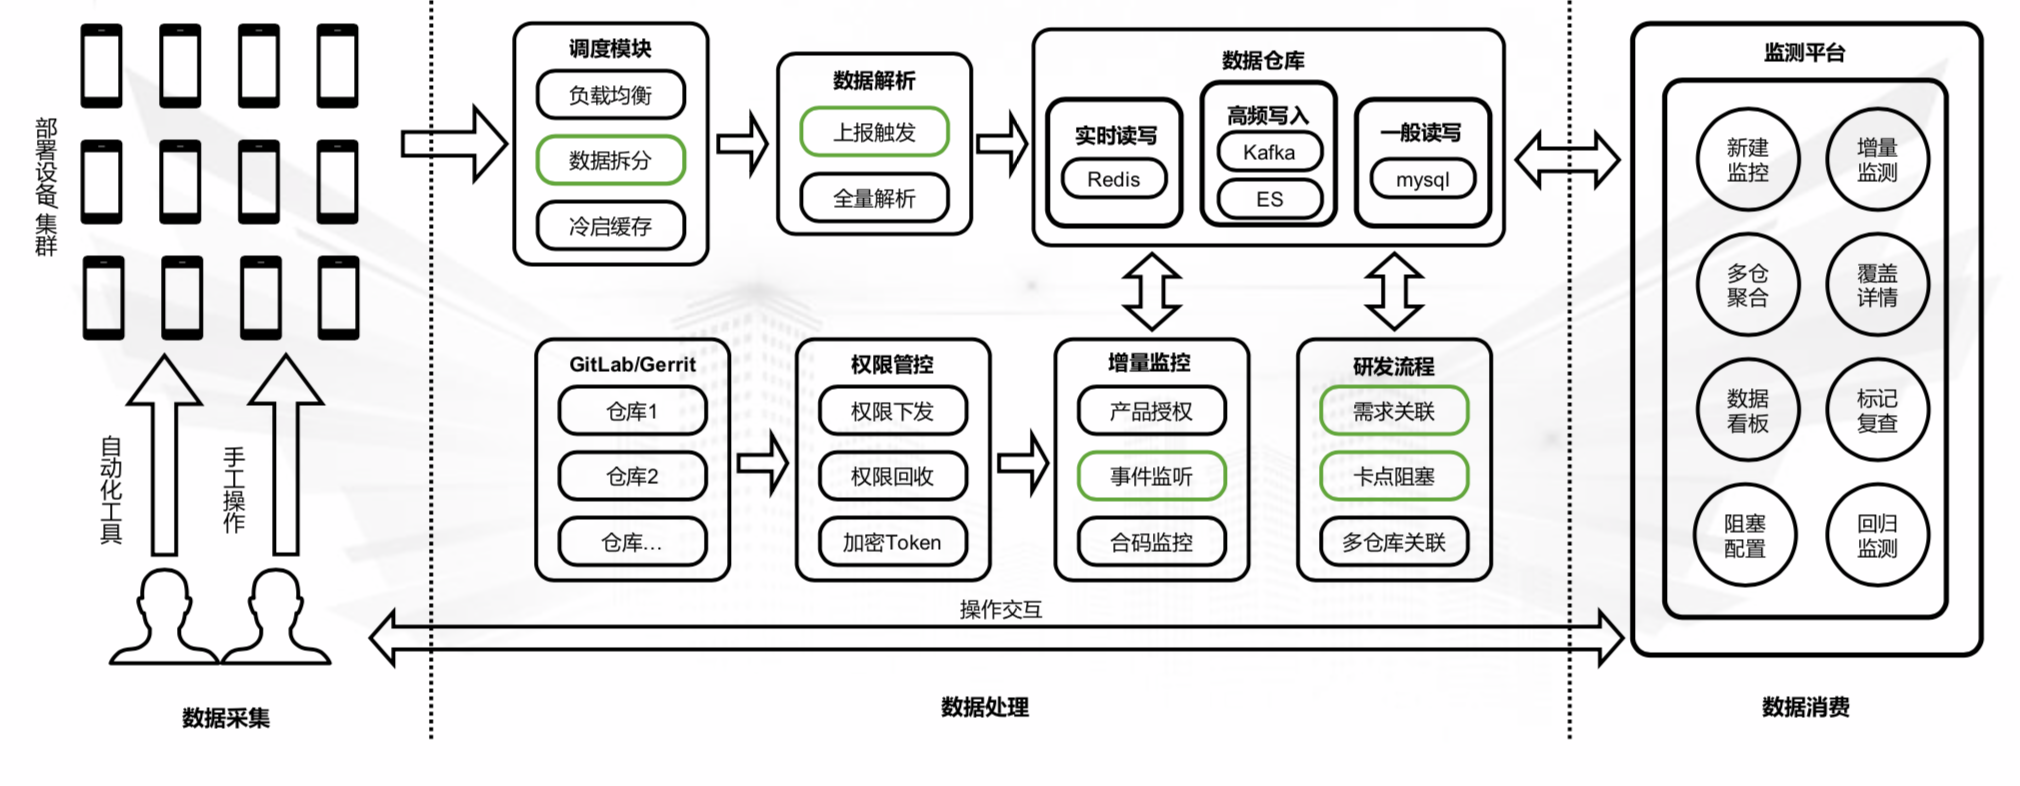 部署设备/集群
自动化工具
手工操作
数据采集
调度模块
负载均衡
数据拆分
冷启缓存
数据解析
上报触发
全量解析
数据仓库
实时读写
Redis
高频写入
Kafka
ES
一般读写
mysql
GitLab/Gerrit
仓库1
仓库2
仓库...
权限管控
权限下发
权限回收
加密Token
增量监控
产品授权
事件监听
合码监控
研发流程
需求关联
卡点阻塞
多仓库关联
操作交互
数据处理
监测平台
新建
监控
增量
监测
多仓
聚合
覆盖
详情
数据
看板
标记
复查
阻塞
配置
回归
监测
数据消费